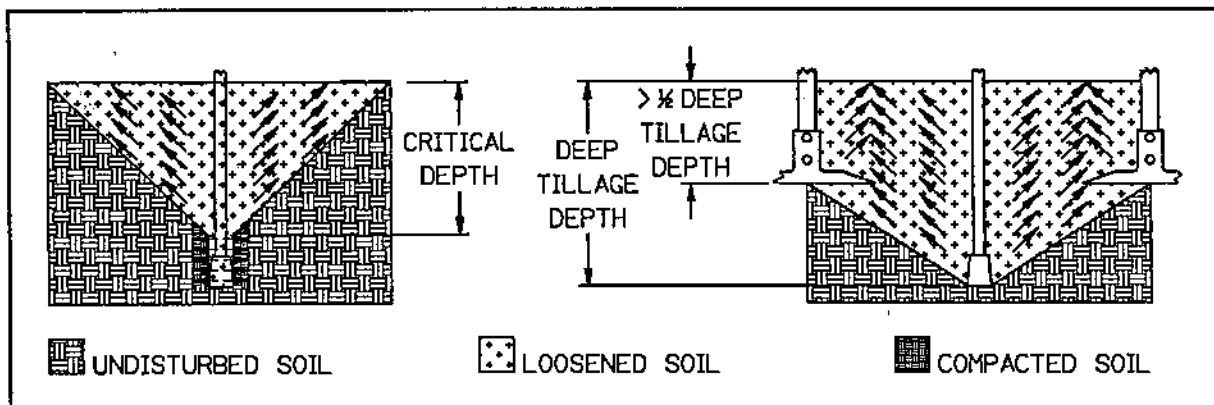 CRITICAL
DEPTH
DEEP
TILLAGE
DEPTH
> ½ DEEP
TILLAGE
DEPTH
UNDISTURBED SOIL
LOOSENED SOIL
COMPACTED SOIL